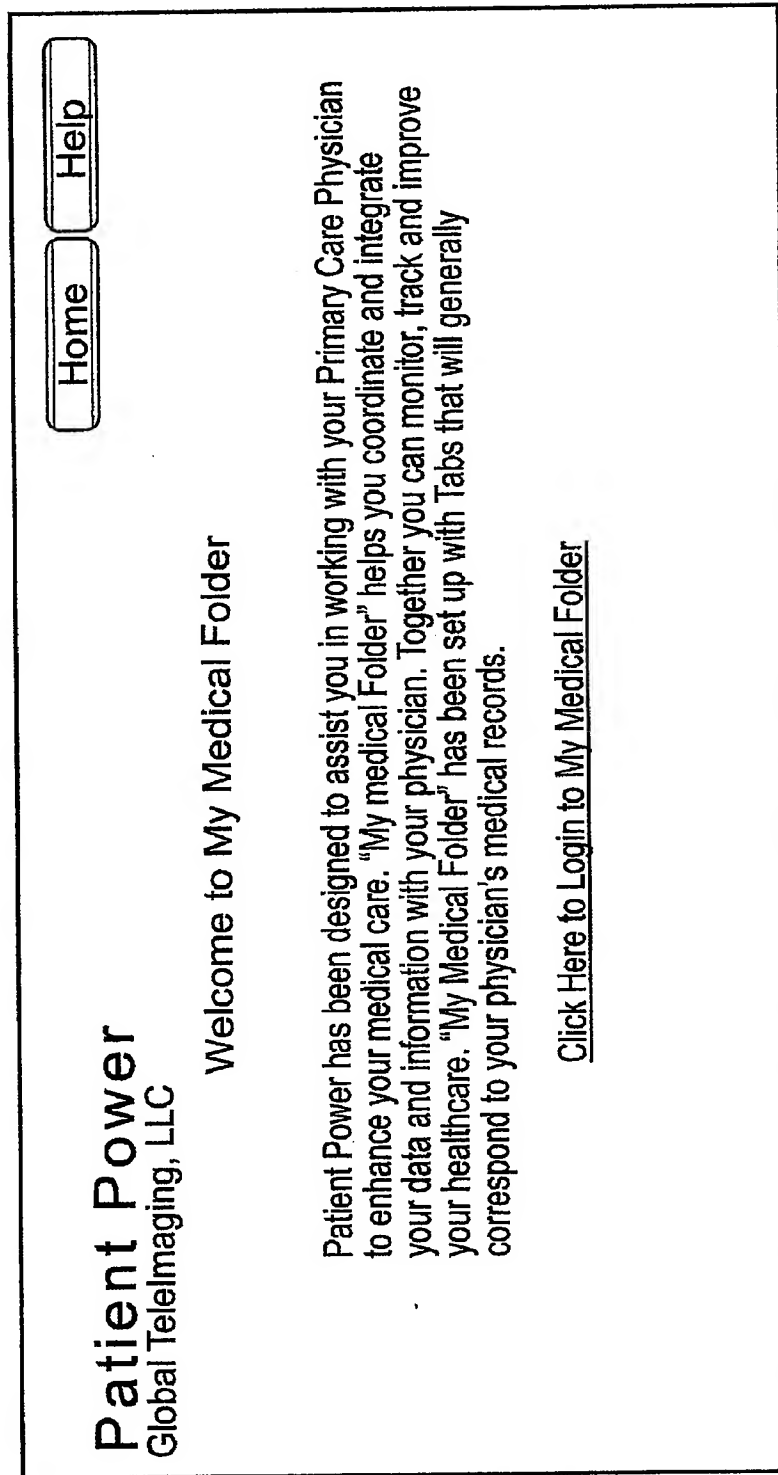 Patient Power
Global TeleImaging, LLC
Home
Help
Welcome to My Medical Folder
Patient Power has been designed to assist you in working with your Primary Care Physician
to enhance your medical care. “My medical Folder” helps you coordinate and integrate
your data and information with your physician. Together you can monitor, track and improve
your healthcare. “My Medical Folder” has been set up with Tabs that will generally
correspond to your physician’s medical records.
Click Here to Login to My Medical Folder